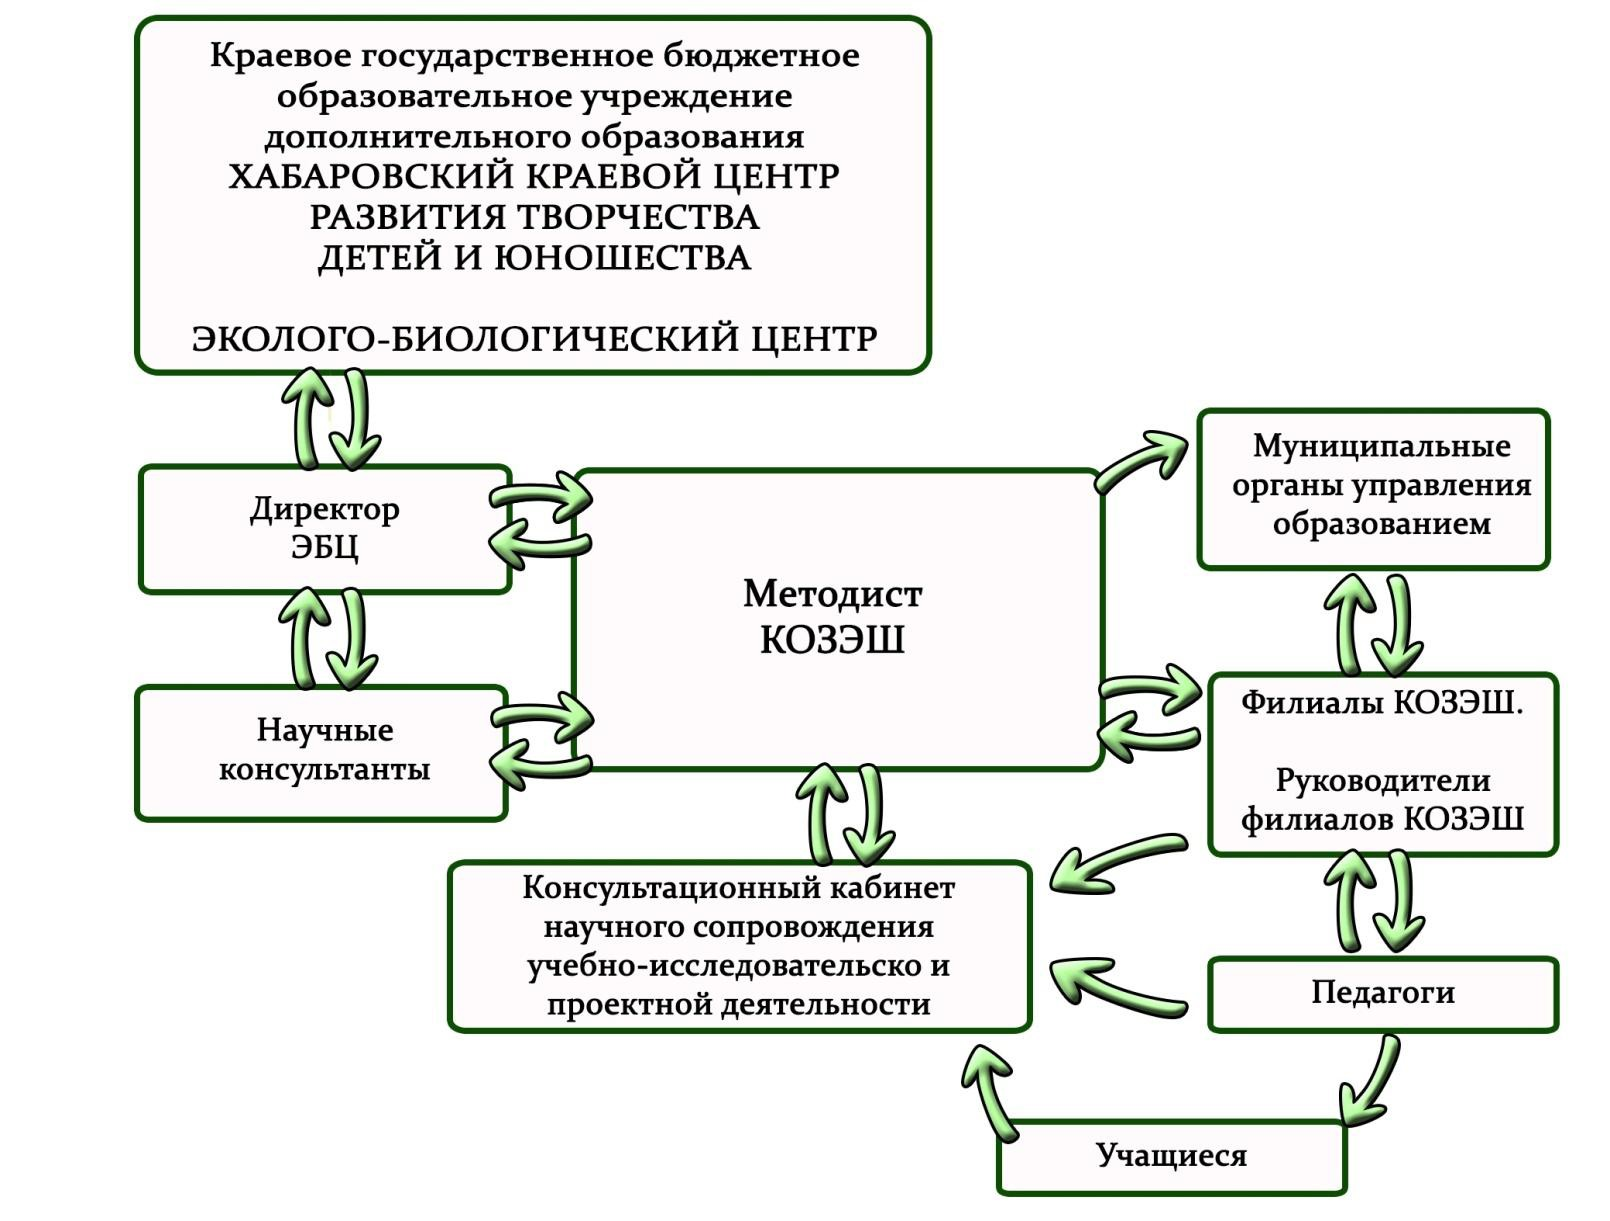 Краевое государственное бюджетное
образовательное учреждение
дополнительного образования
ХАБАРОВСКИЙ КРАЕВОЙ ЦЕНТР
РАЗВИТИЯ ТВОРЧЕСТВА
ДЕТЕЙ И ЮНОШЕСТВА
ЭКОЛОГО-БИОЛОГИЧЕСКИЙ ЦЕНТР
Директор
ЭБЦ
Научные
консультанты
Методист
КОЗЭШ
Муниципальные
органы управления
образованием
Филиалы КОЗЭШ.
Руководители
филиалов КОЗЭШ
Консультационный кабинет
научного сопровождения
учебно-исследовательско и
проектной деятельности
Педагоги
Учащиеся